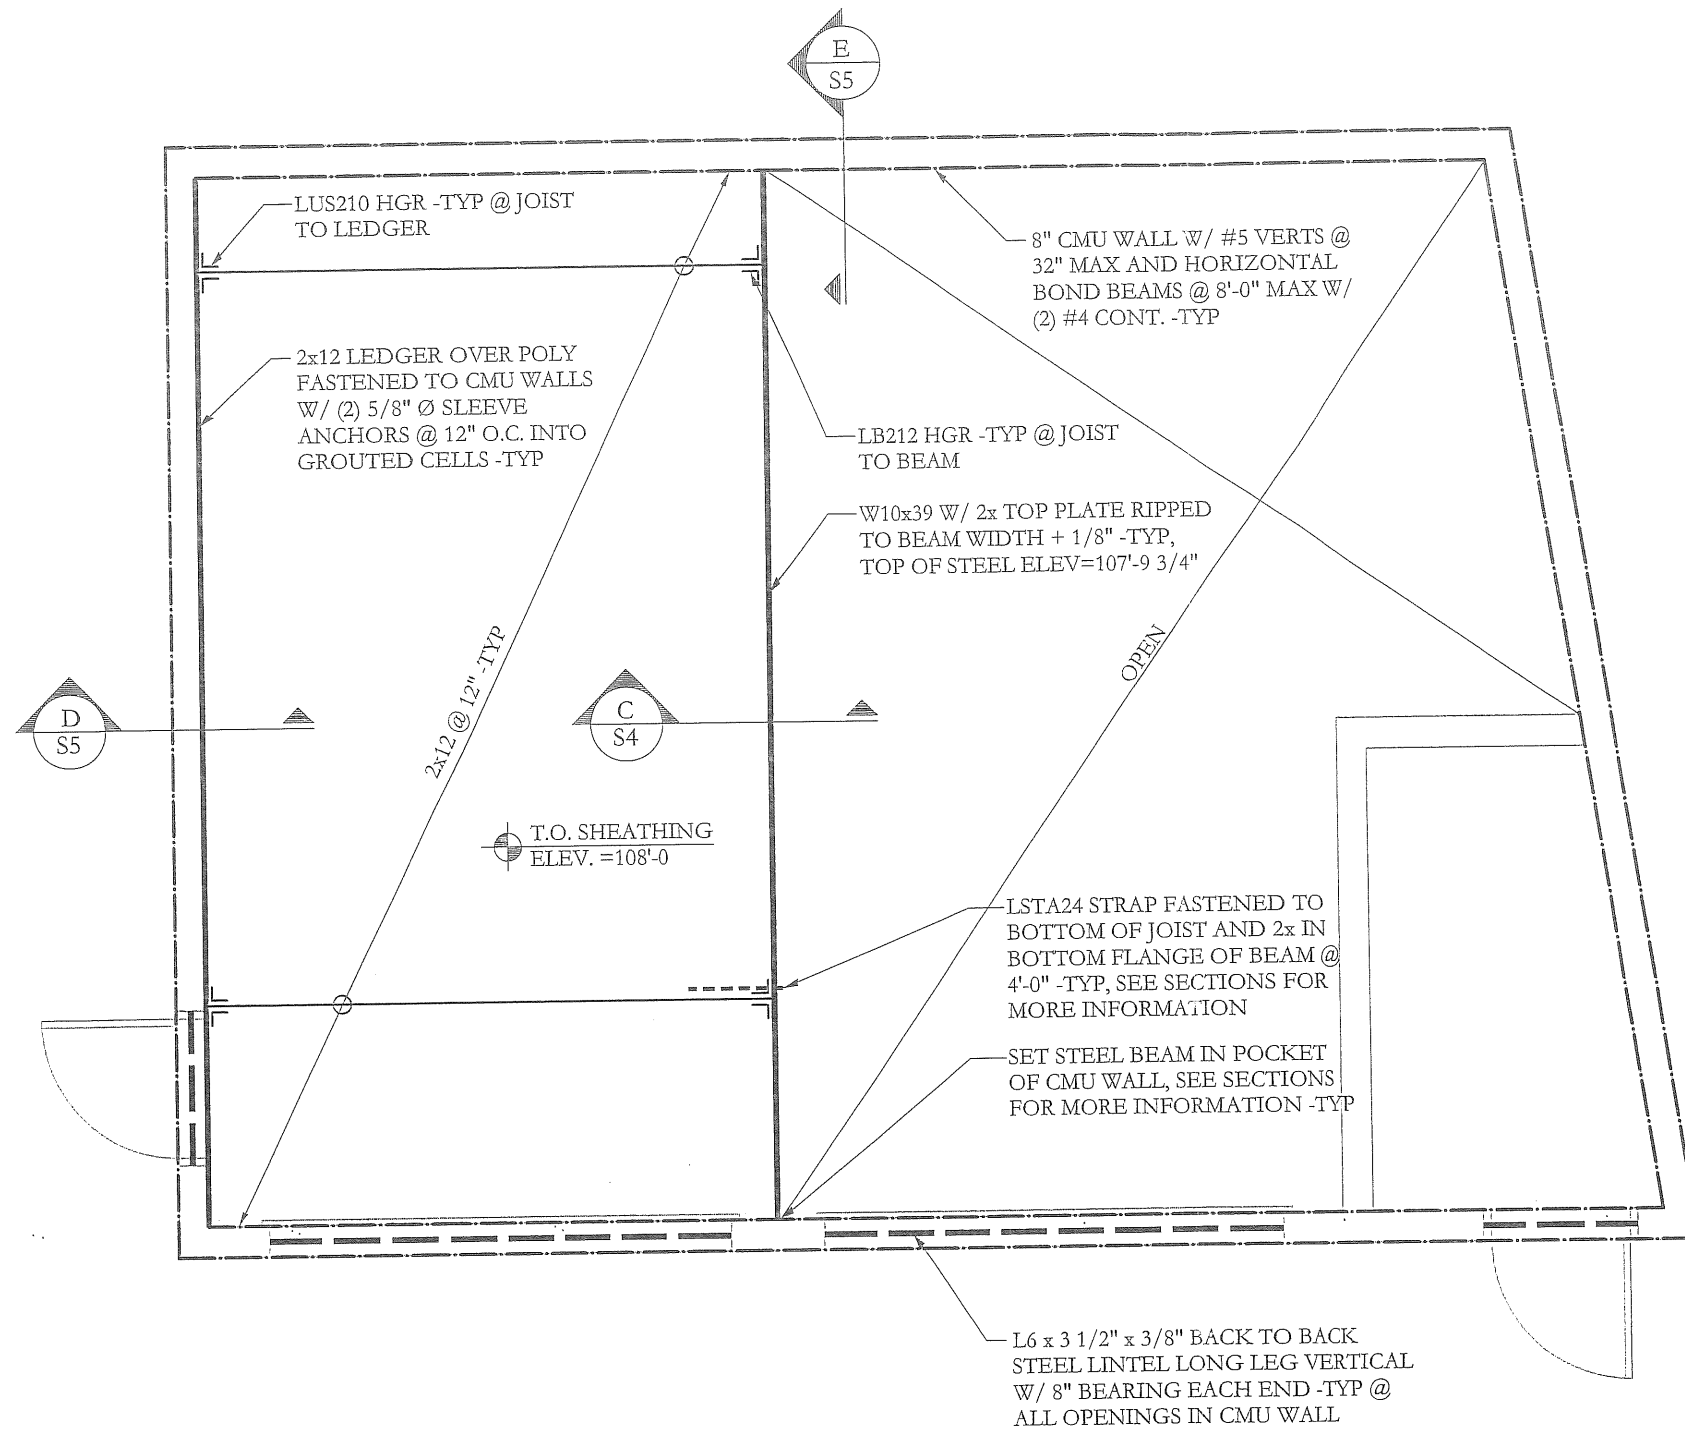 E
S5
LUS210 HGR -TYP @ JOIST
TO LEDGER
8" CMU WALL W/ #5 VERTS @
32" MAX AND HORIZONTAL
BOND BEAMS @ 8'-0" MAX W/
(2) #4 CONT. -TYP
2x12 LEDGER OVER POLY
FASTENED TO CMU WALLS
W/ (2) 5/8" Ø SLEEVE
ANCHORS @ 12" O.C. INTO
GROUTED CELLS -TYP
LB212 HGR -TYP @ JOIST
TO BEAM
W10x39 W/ 2x TOP PLATE RIPPED
TO BEAM WIDTH + 1/8" -TYP,
TOP OF STEEL ELEV=107'-9 3/4"
2x12 @ 12" -TYP
OPEN
D
S5
C
S4
T.O. SHEATHING
ELEV. =108'-0
LSTA24 STRAP FASTENED TO
BOTTOM OF JOIST AND 2x IN
BOTTOM FLANGE OF BEAM @
4'-0" -TYP, SEE SECTIONS FOR
MORE INFORMATION
SET STEEL BEAM IN POCKET
OF CMU WALL, SEE SECTIONS
FOR MORE INFORMATION -TYP
L6 x 3 1/2" x 3/8" BACK TO BACK
STEEL LINTEL LONG LEG VERTICAL
W/ 8" BEARING EACH END -TYP @
ALL OPENINGS IN CMU WALL